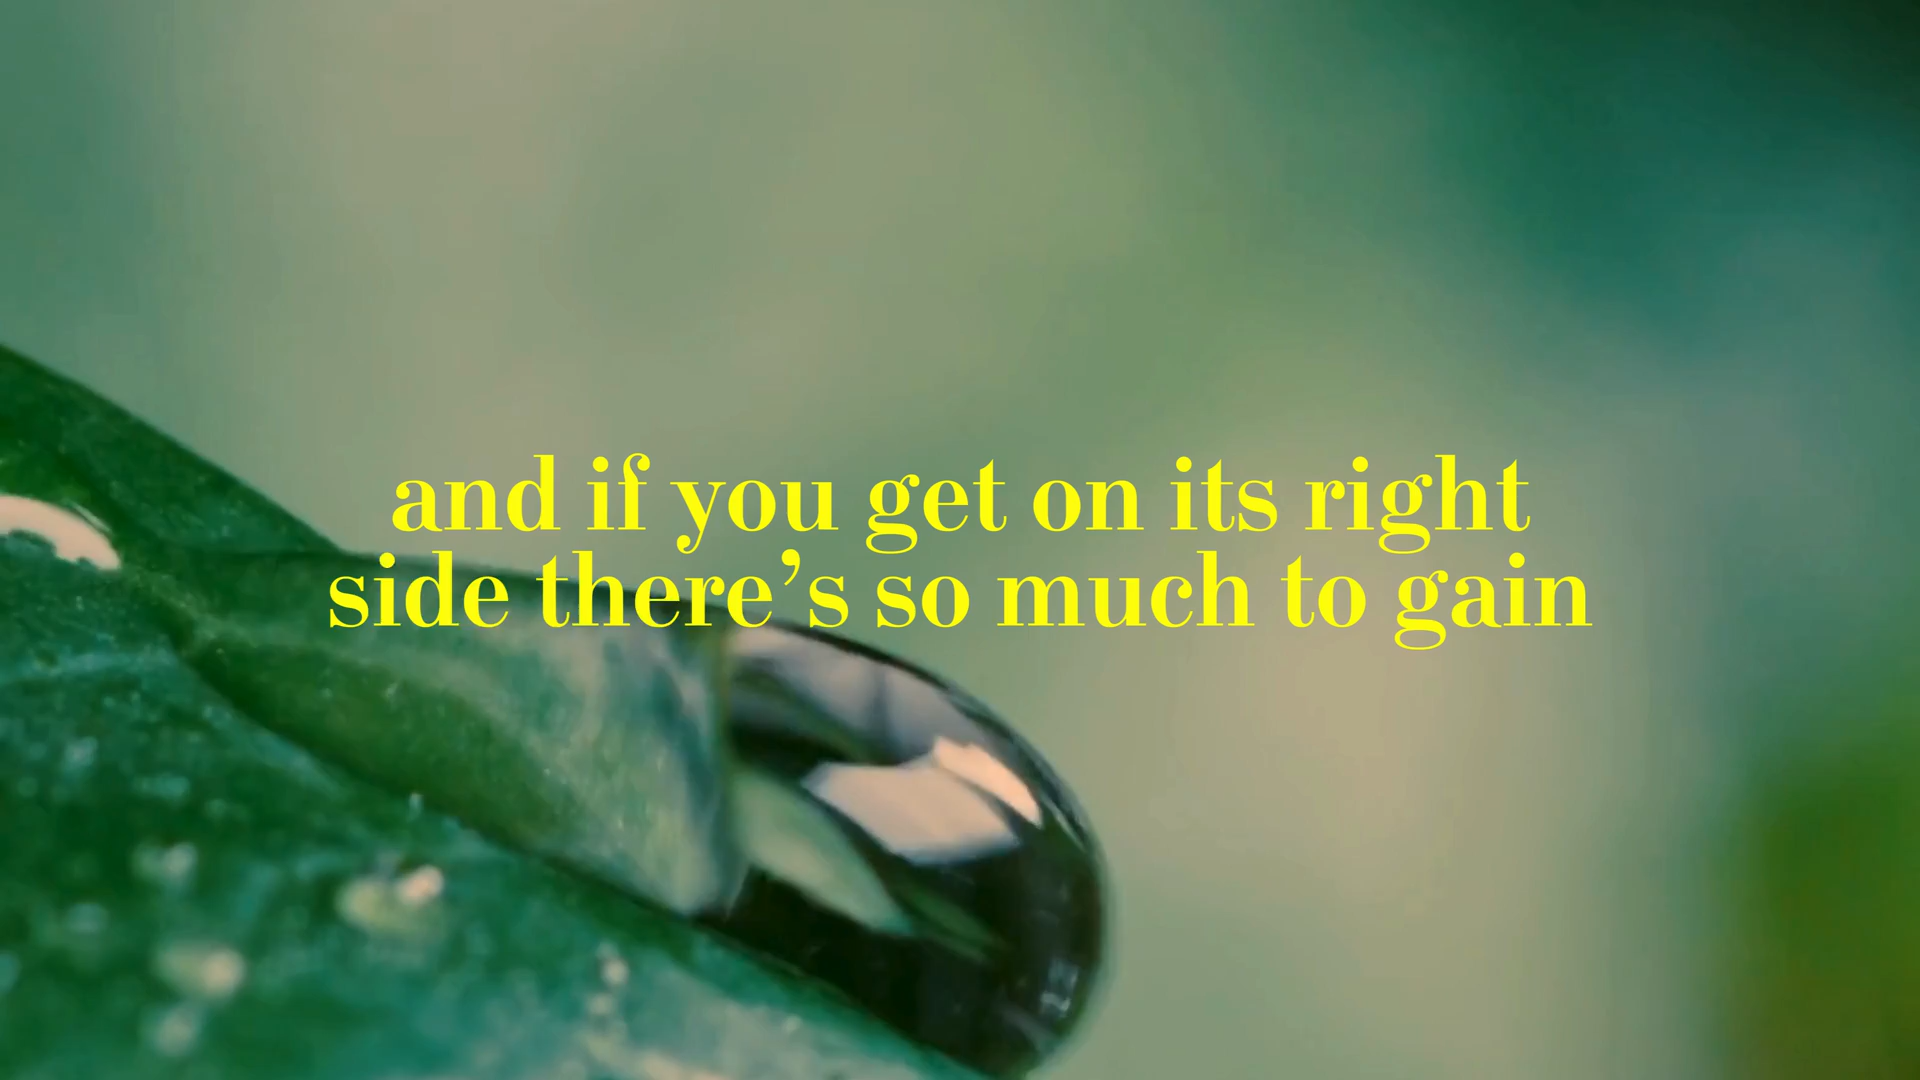 and if you get on its right
side there’s so much to gain